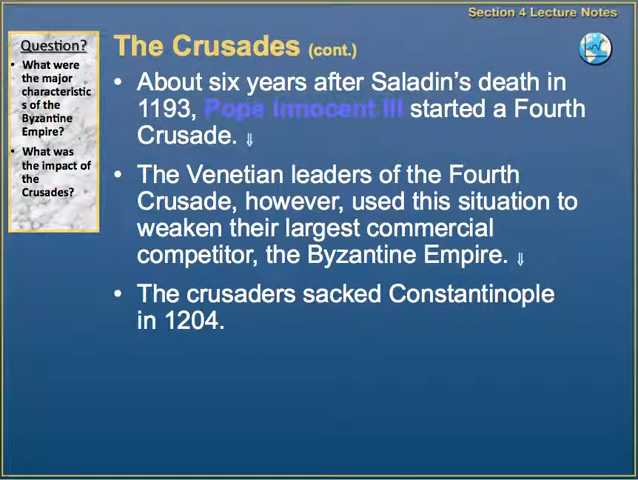 Section 4 Lecture Notes
Question?
• What were
the major
characteristic
s of the
Byzantine
Empire?
• What was
the impact of
the
Crusades?
The Crusades (cont.)
• About six years after Saladin's death in
1193, Pope Innocent III started a Fourth
Crusade. ⇓
• The Venetian leaders of the Fourth
Crusade, however, used this situation to
weaken their largest commercial
competitor, the Byzantine Empire. ⇓
• The crusaders sacked Constantinople
in 1204.